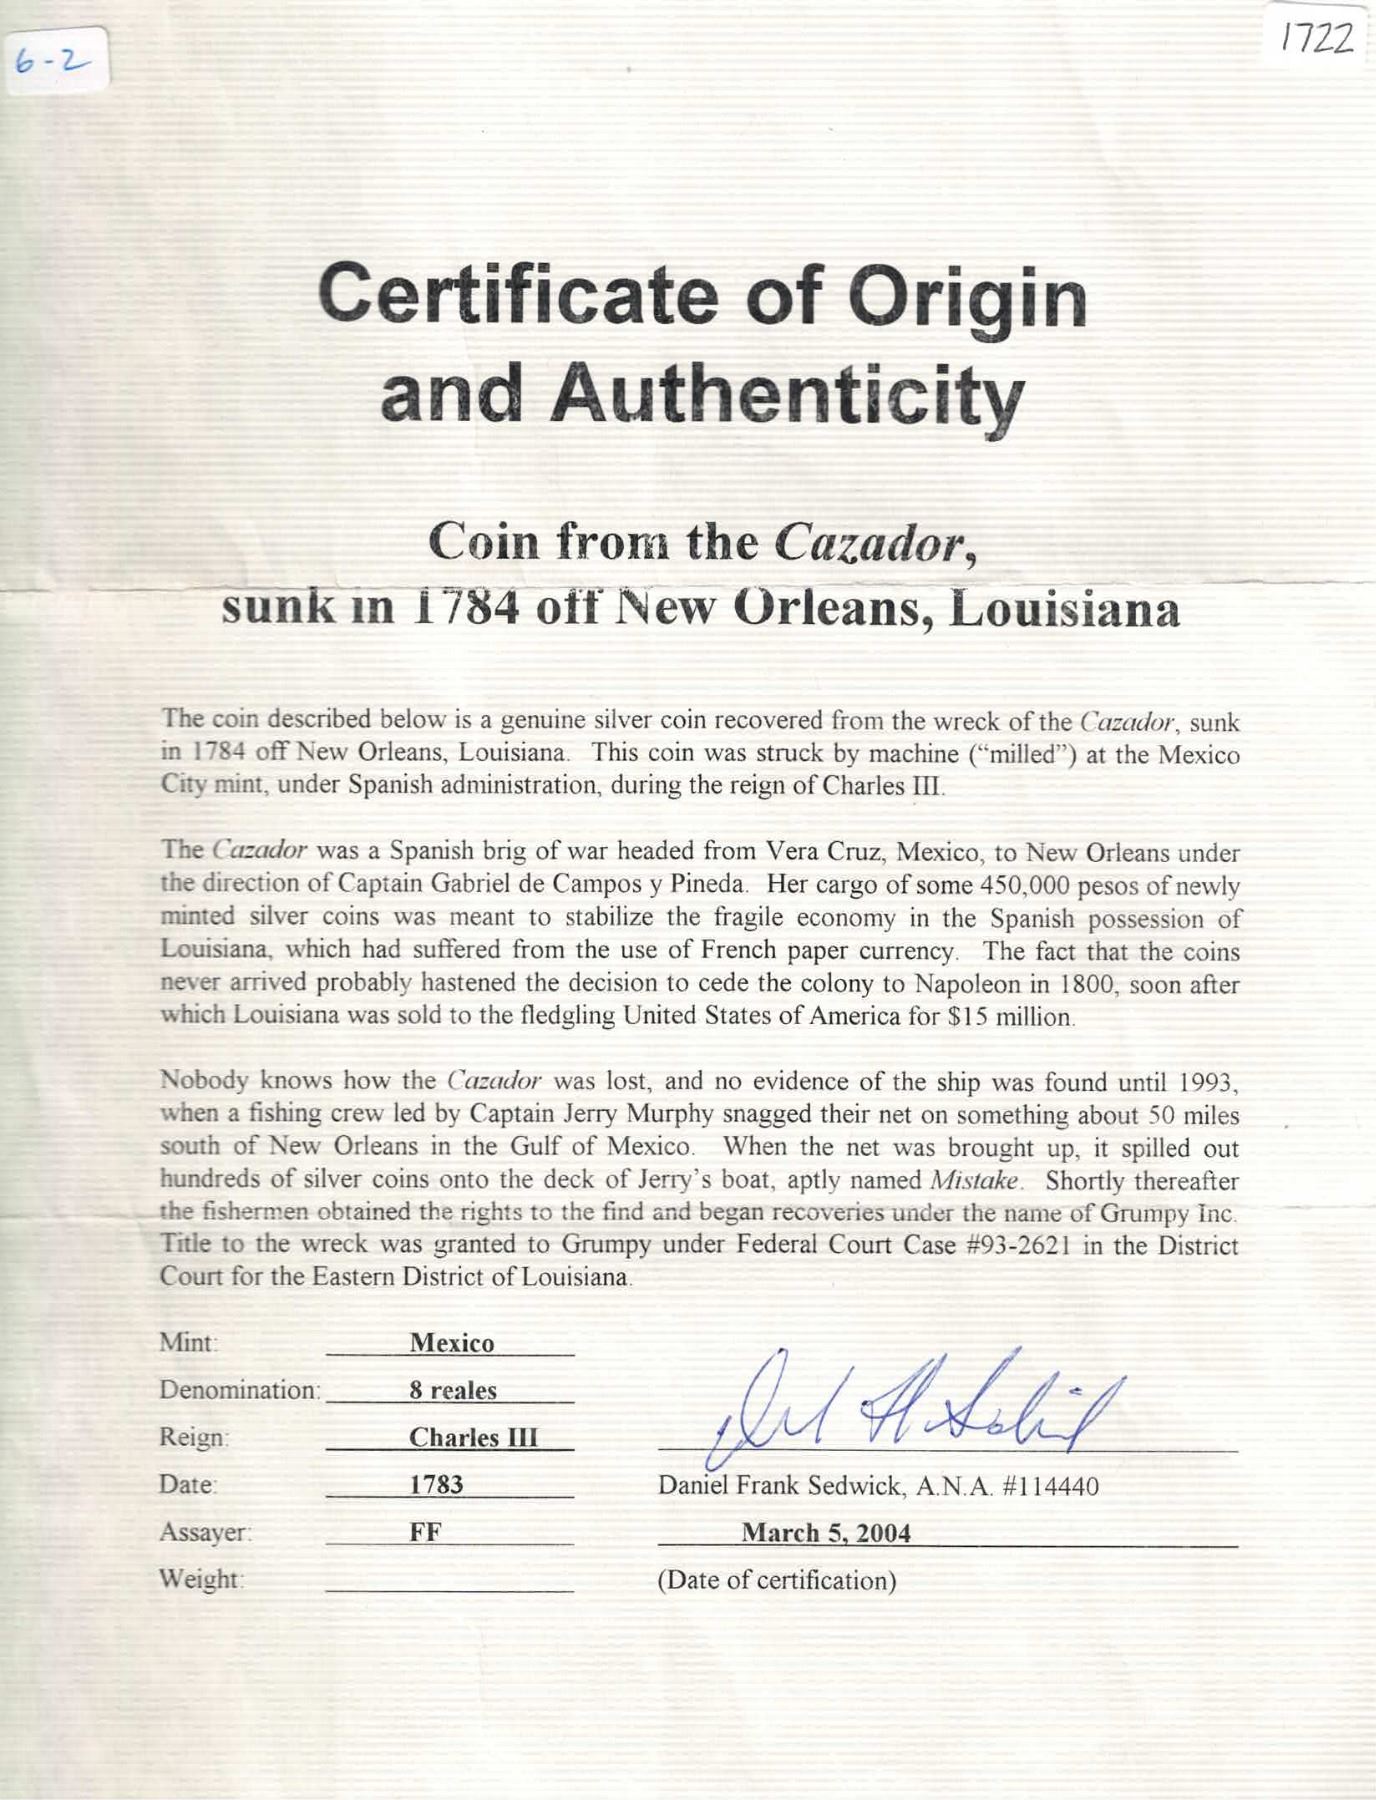 6-2
1722
Certificate of Origin
and Authenticity
Coin from the Cazador,
sunk in 1784 off New Orleans, Louisiana
The coin described below is a genuine silver coin recovered from the wreck of the Cazador, sunk
in 1784 off New Orleans, Louisiana. This coin was struck by machine (“milled”) at the Mexico
City mint, under Spanish administration, during the reign of Charles III.
The Cazador was a Spanish brig of war headed from Vera Cruz, Mexico, to New Orleans under
the direction of Captain Gabriel de Campos y Pineda. Her cargo of some 450,000 pesos of newly
minted silver coins was meant to stabilize the fragile economy in the Spanish possession of
Louisiana, which had suffered from the use of French paper currency. The fact that the coins
never arrived probably hastened the decision to cede the colony to Napoleon in 1800, soon after
which Louisiana was sold to the fledgling United States of America for $15 million.
Nobody knows how the Cazador was lost, and no evidence of the ship was found until 1993,
when a fishing crew led by Captain Jerry Murphy snagged their net on something about 50 miles
south of New Orleans in the Gulf of Mexico. When the net was brought up, it spilled out
hundreds of silver coins onto the deck of Jerry’s boat, aptly named Mistake. Shortly thereafter
the fishermen obtained the rights to the find and began recoveries under the name of Grumpy Inc.
Title to the wreck was granted to Grumpy under Federal Court Case #93-2621 in the District
Court for the Eastern District of Louisiana.
Mint: Mexico
Denomination: 8 reales
Reign: Charles III
Date: 1783
Daniel Frank Sedwick, A.N.A. #114440
Assayer: FF
March 5, 2004
Weight:
(Date of certification)